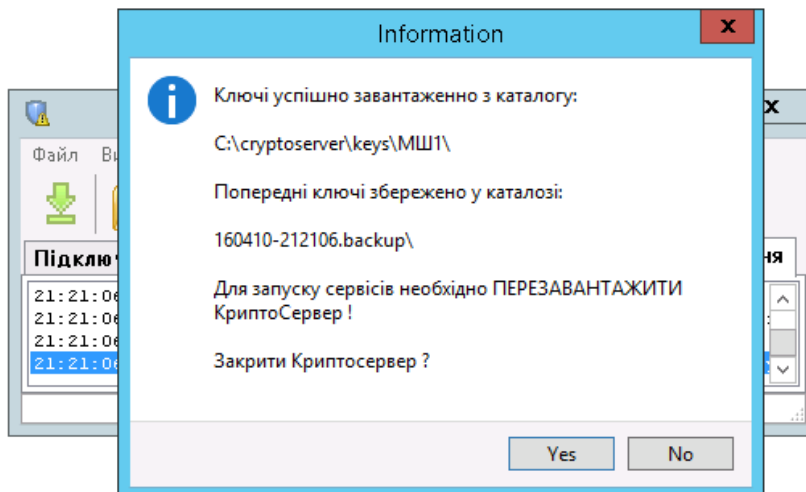 Information
x
Ключі успішно завантаженно з каталогу:
C:\cryptoserver\keys\МШ1\
Попередні ключі збережено у каталозі:
160410-212106.backup\
Для запуску сервісів необхідно ПЕРЕЗАВАНТАЖИТИ
КриптоСервер !
Закрити Криптосервер ?
Yes No
x
Файл
21:21:06
21:21:06
21:21:06
21:21:06